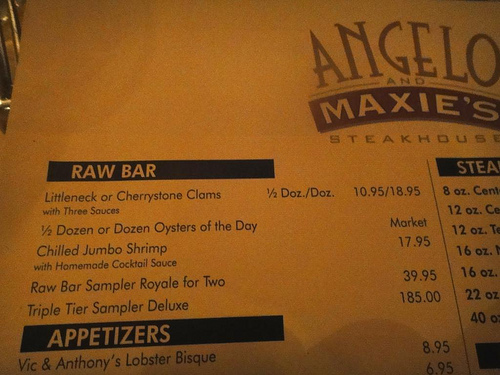 ANGELO
AND
MAXIE'S
STEAKHOUSE
RAW BAR
Littleneck or Cherrystone Clams ½ Doz./Doz. 10.95/18.95
with Three Sauces
½ Dozen or Dozen Oysters of the Day Market
Chilled Jumbo Shrimp 17.95
with Homemade Cocktail Sauce
Raw Bar Sampler Royale for Two 39.95
Triple Tier Sampler Deluxe 185.00
APPETIZERS
Vic & Anthony's Lobster Bisque 8.95
6.95
STEA
8 oz. Cent
12 oz. Ce
12 oz. Te
16 oz.
16 oz.
22 oz
40 o